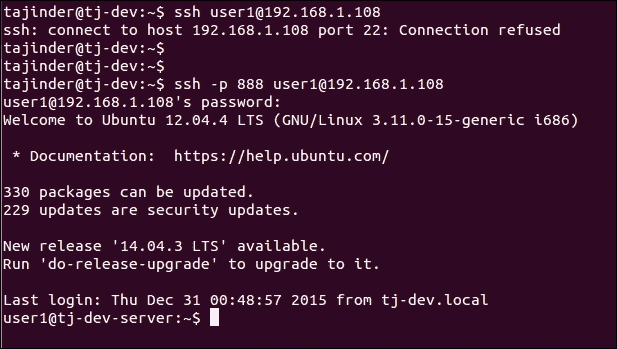 tajinder@tj-dev:~$ ssh user1@192.168.1.108
ssh: connect to host 192.168.1.108 port 22: Connection refused
tajinder@tj-dev:~$
tajinder@tj-dev:~$
tajinder@tj-dev:~$ ssh -p 888 user1@192.168.1.108
user1@192.168.1.108's password:
Welcome to Ubuntu 12.04.4 LTS (GNU/Linux 3.11.0-15-generic i686)
* Documentation:  https://help.ubuntu.com/
330 packages can be updated.
229 updates are security updates.
New release '14.04.3 LTS' available.
Run 'do-release-upgrade' to upgrade to it.
Last login: Thu Dec 31 00:48:57 2015 from tj-dev.local
user1@tj-dev-server:~$